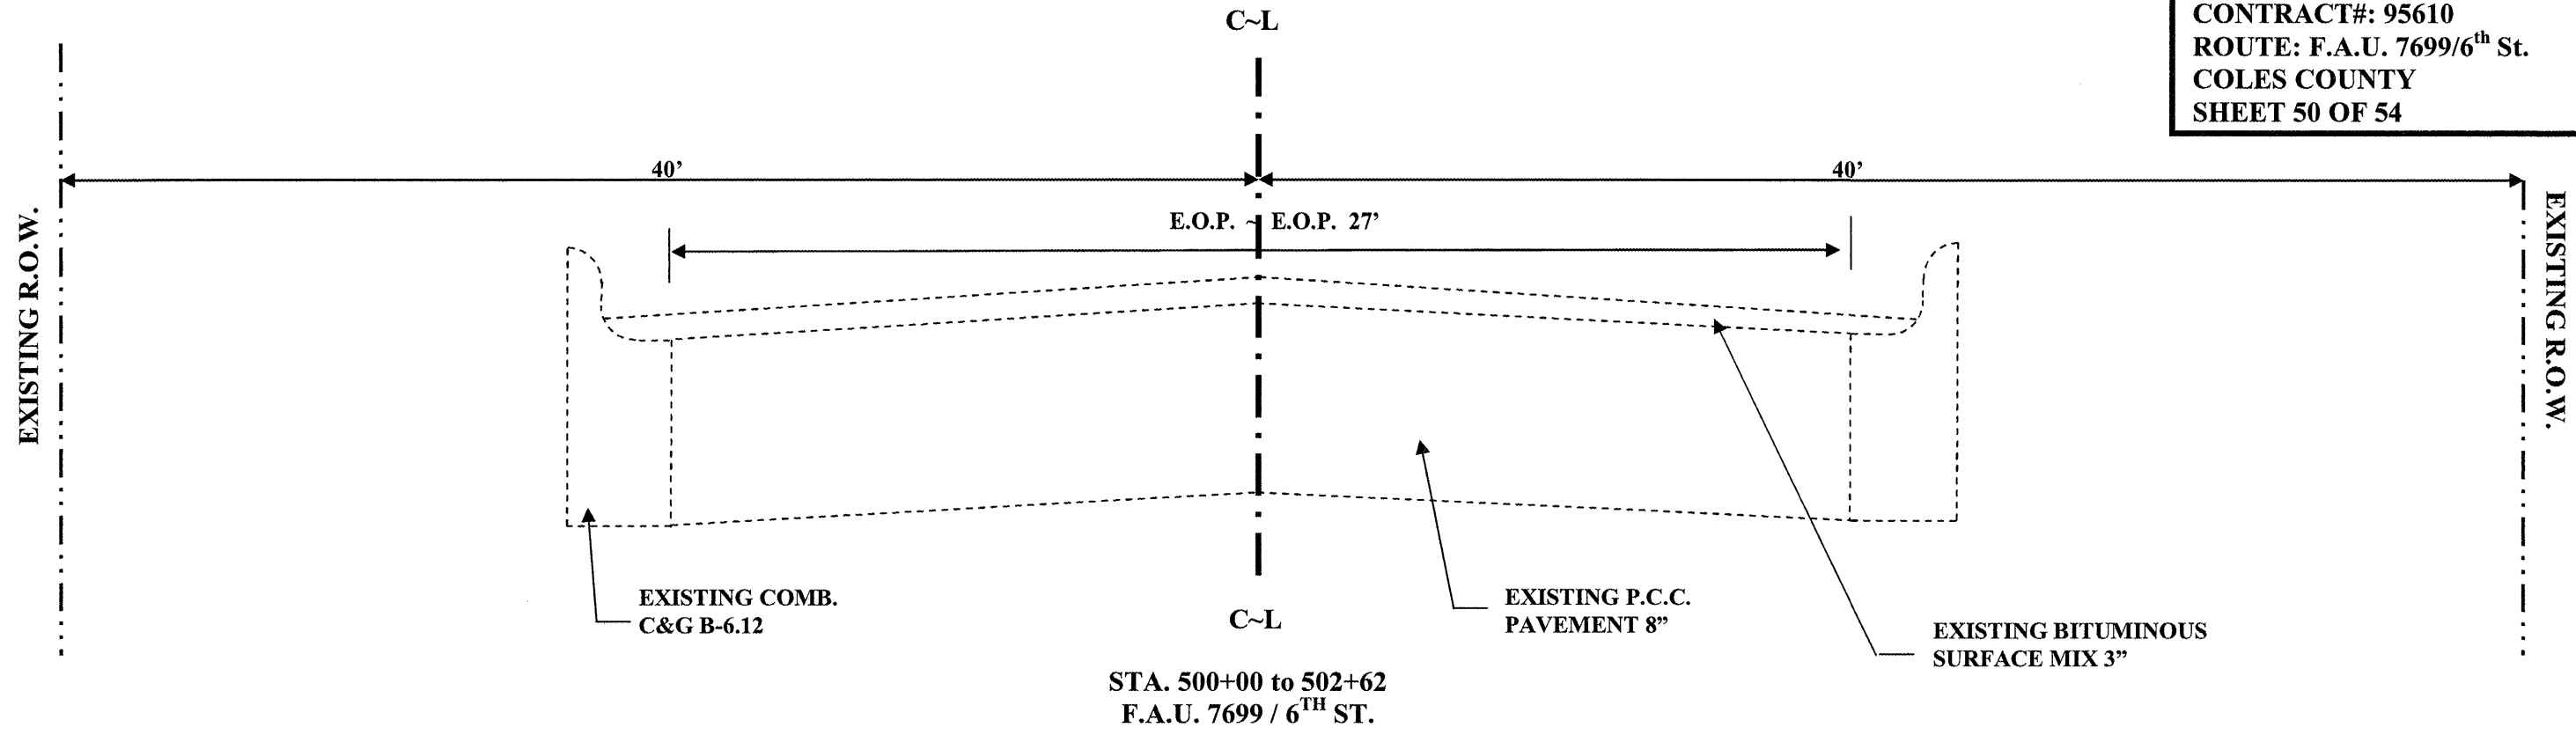 C~L
CONTRACT#: 95610
ROUTE: F.A.U. 7699/6th St.
COLES COUNTY
SHEET 50 OF 54
40’
40’
E.O.P. ~ E.O.P. 27’
EXISTING R.O.W.
EXISTING R.O.W.
EXISTING COMB.
C&G B-6.12
C~L
EXISTING P.C.C.
PAVEMENT 8”
EXISTING BITUMINOUS
SURFACE MIX 3”
STA. 500+00 to 502+62
F.A.U. 7699 / 6TH ST.